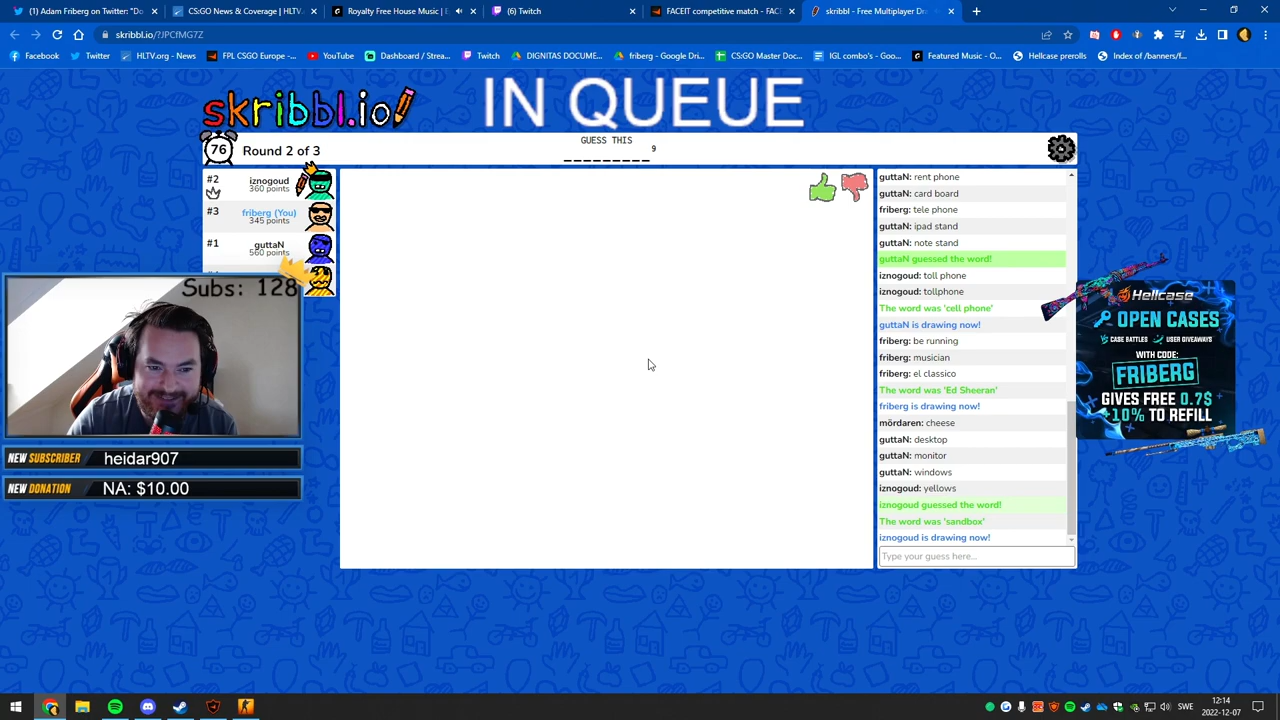 (1) Adam Friberg on Twitter: "Do
CS:GO News & Coverage | HLTV.
Royalty Free House Music | E
(6) Twitch
FACEIT competitive match - FACE
skribbl - Free Multiplayer Dra
skribbl.io/?JPCfMG7Z
Facebook
Twitter
HLTV.org - News
FPL CSGO Europe -...
YouTube
Dashboard / Strea...
Twitch
DIGNITAS DOCUME...
friberg - Google Dri...
CS:GO Master Doc...
IGL combo's - Goo...
Featured Music - O...
Hellcase prerolls
Index of /banners/f...
skribbl.io
IN QUEUE
76
Round 2 of 3
GUESS THIS
_________ 9
#2
iznogoud
360 points
#3
friberg (You)
345 points
#1
guttaN
560 points
guttaN: rent phone
guttaN: card board
friberg: tele phone
guttaN: ipad stand
guttaN: note stand
guttaN guessed the word!
iznogoud: toll phone
iznogoud: tollphone
The word was 'cell phone'
guttaN is drawing now!
friberg: be running
friberg: musician
friberg: el classico
The word was 'Ed Sheeran'
friberg is drawing now!
mördaren: cheese
guttaN: desktop
guttaN: monitor
guttaN: windows
iznogoud: yellows
iznogoud guessed the word!
The word was 'sandbox'
iznogoud is drawing now!
Type your guess here...
Subs: 128
NEW SUBSCRIBER heidar907
NEW DONATION NA: $10.00
Hellcase
OPEN CASES
CASE BATTLES
USER GIVEAWAYS
WITH CODE:
FRIBERG
GIVES FREE 0.7$
+10% TO REFILL
SWE
12:14
2022-12-07